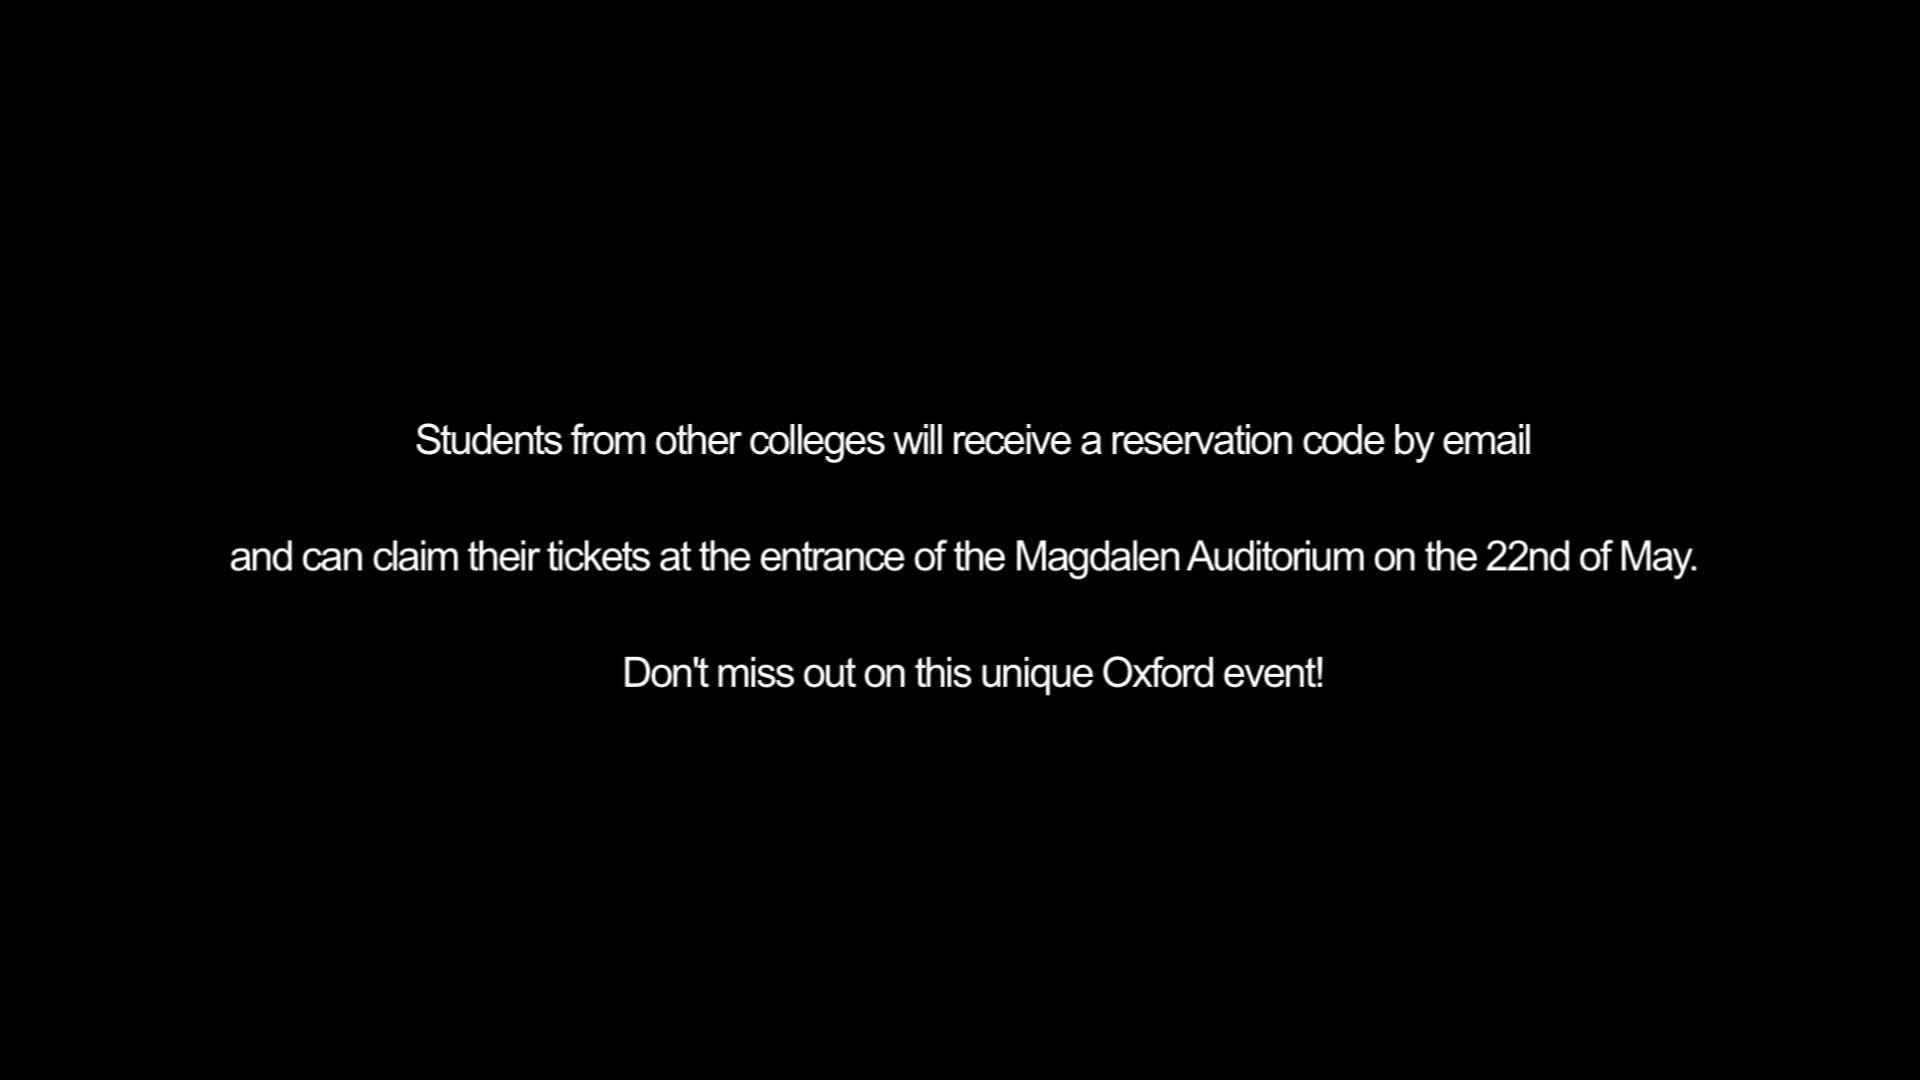 Students from other colleges will receive a reservation code by email
and can claim their tickets at the entrance of the Magdalen Auditorium on the 22nd of May.
Don't miss out on this unique Oxford event!